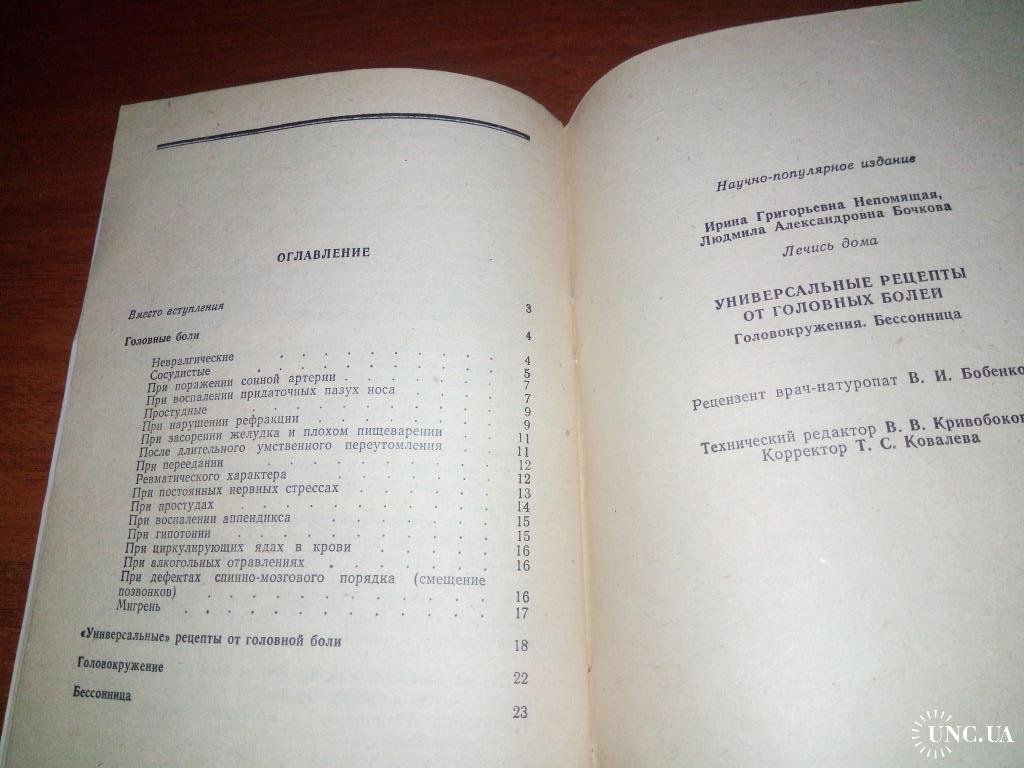 ОГЛАВЛЕНИЕ
Вместо вступления 3
Головные боли 4
Невралгические . . . . . . . . 4
Сосудистые . . . . . . . . 5
При поражении сонной артерии . . . . . 7
При воспалении придаточных пазух носа . . . . 7
Простудные . . . . . . . . 9
При нарушении рефракции . . . . . . 9
При засорении желудка и плохом пищеварении . . 11
После длительного умственного переутомления . . 11
При переедании . . . . . . . . 12
Ревматического характера . . . . . . 12
При постоянных нервных стрессах . . . . . 13
При простудах . . . . . . . . 14
При воспалении аппендикса . . . . . . 15
При гипотонии . . . . . . . . 15
При циркулирующих ядах в крови . . . . 16
При алкогольных отравлениях . . . . . 16
При дефектах спинно-мозгового порядка (смещение
позвонков) . . . . . . . . 16
Мигрень . . . . . . . . . 17
«Универсальные» рецепты от головной боли 18
Головокружение 22
Бессонница 23
Научно-популярное издание
Ирина Григорьевна Непомящая,
Людмила Александровна Бочкова
Лечись дома
УНИВЕРСАЛЬНЫЕ РЕЦЕПТЫ
ОТ ГОЛОВНЫХ БОЛЕЙ
Головокружения. Бессонница
Рецензент врач-натуропат В. И. Бобенко
Технический редактор В. В. Кривобоков
Корректор Т. С. Ковалева
UNC.UA